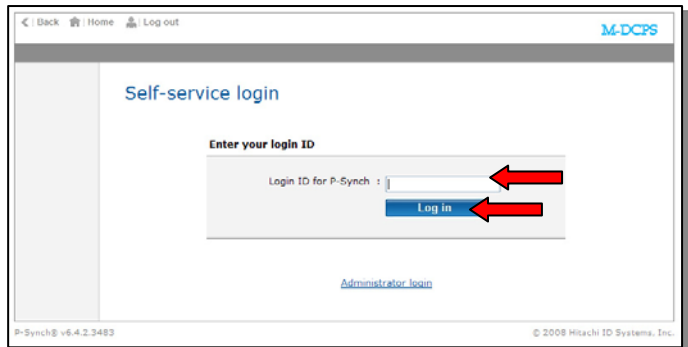 Back Home Log out
M-DCPS
Self-service login
Enter your login ID
Login ID for P-Synch :
Log in
Administrator login
P-Synch® v6.4.2.3483 © 2008 Hitachi ID Systems, Inc.